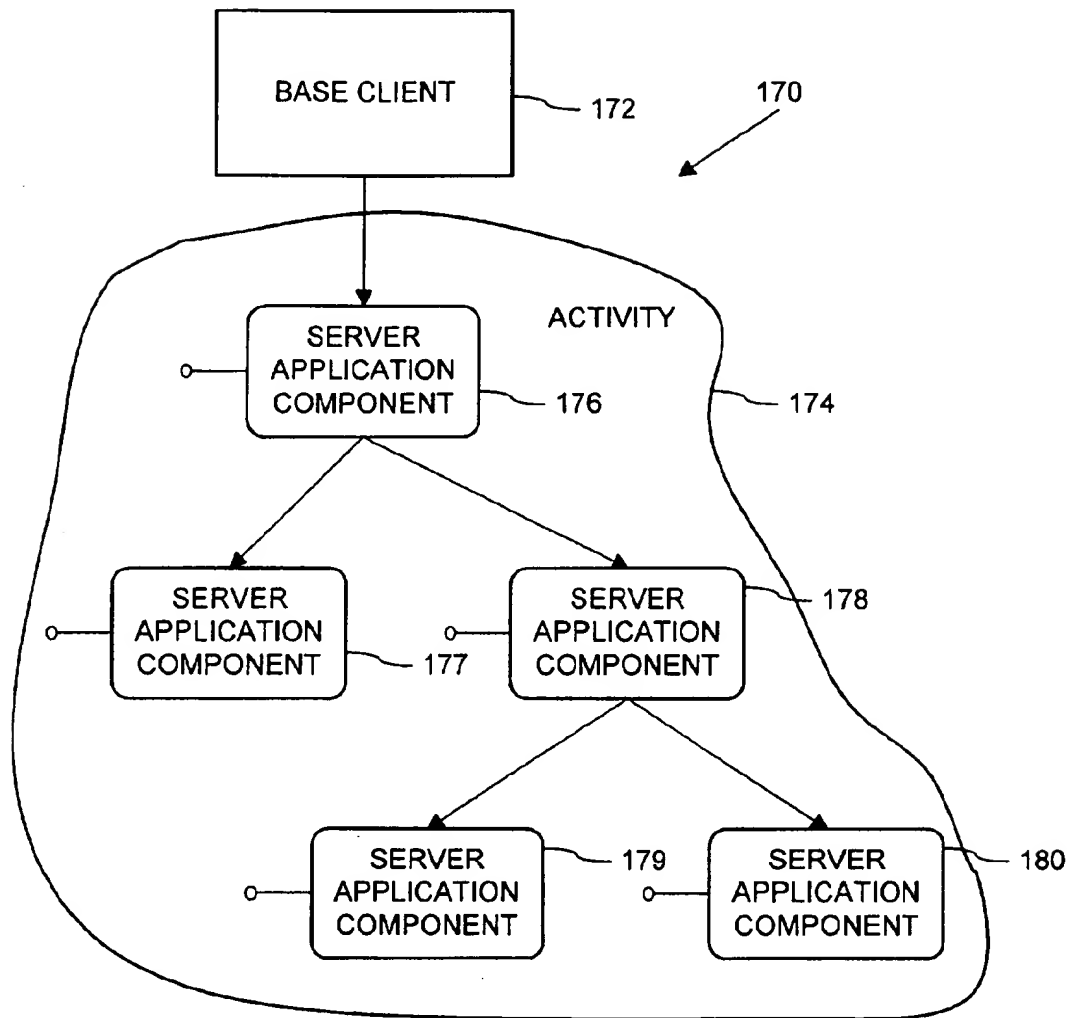 BASE CLIENT
172
170
ACTIVITY
SERVER
APPLICATION
COMPONENT
176
174
SERVER
APPLICATION
COMPONENT
177
SERVER
APPLICATION
COMPONENT
178
SERVER
APPLICATION
COMPONENT
179
SERVER
APPLICATION
COMPONENT
180